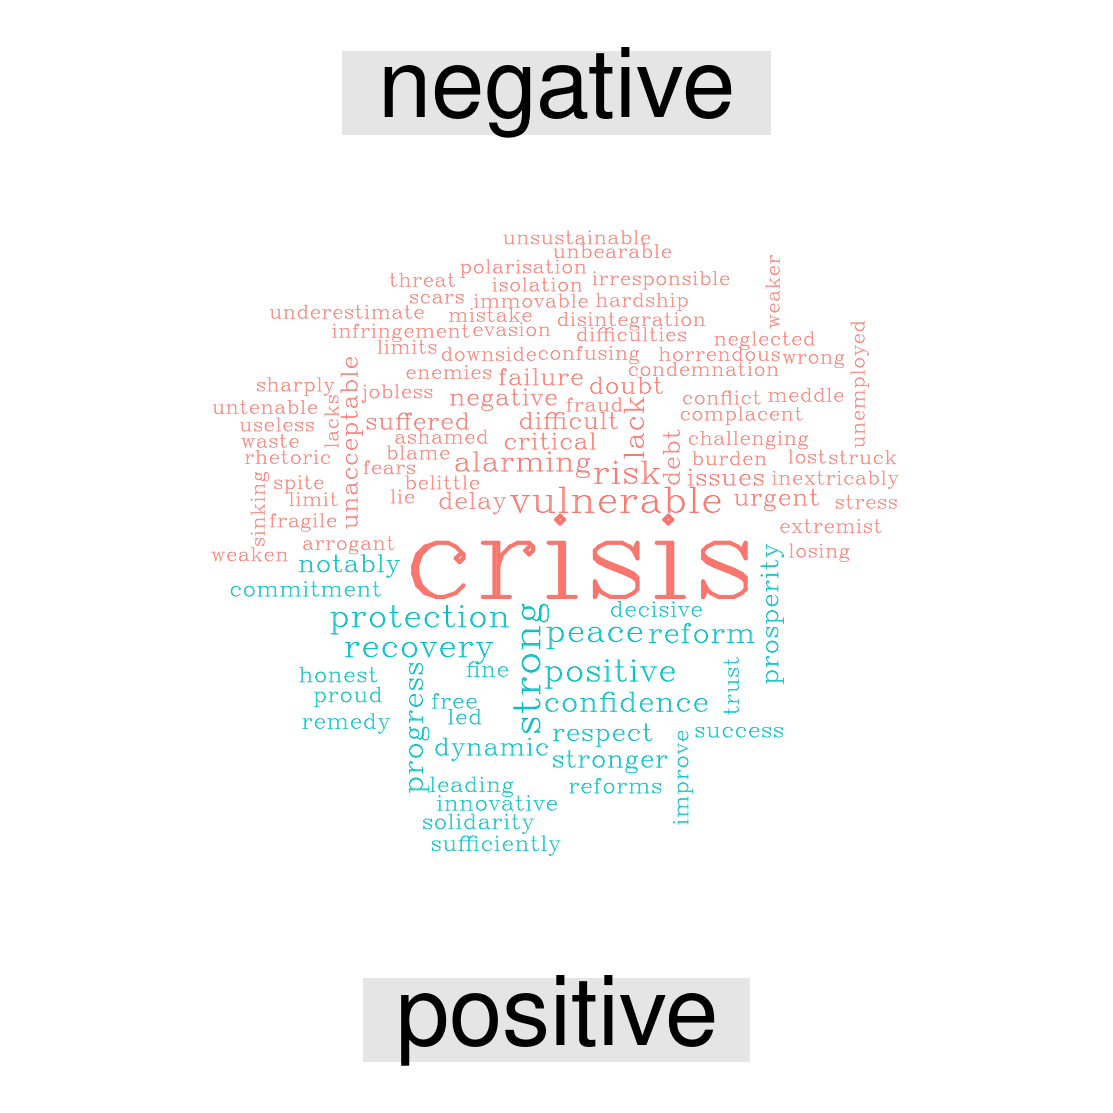 negative
unsustainable
unbearable
polarisation
threat
isolation
irresponsible
scars
immovable
hardship
weaker
underestimate
mistake
disintegration
infringement
evasion
difficulties
neglected
limits
downside
confusing
horrendous
wrong
unemployed
enemies
failure
condemnation
sharply
jobless
negative
doubt
unacceptable
fraud
conflict
meddle
untenable
lacks
suffered
difficult
lack
complacent
useless
ashamed
critical
debt
challenging
waste
blame
rhetoric
fears
alarming
risk
burden
lost
struck
issues
inextricably
spite
belittle
sinking
limit
lie
delay
vulnerable
urgent
stress
fragile
extremist
arrogant
losing
weaken
crisis
notably
commitment
protection
strong
decisive
prosperity
recovery
peace
reform
honest
fine
positive
trust
proud
progress
free
confidence
remedy
led
respect
success
dynamic
stronger
improve
leading
reforms
innovative
solidarity
sufficiently
positive